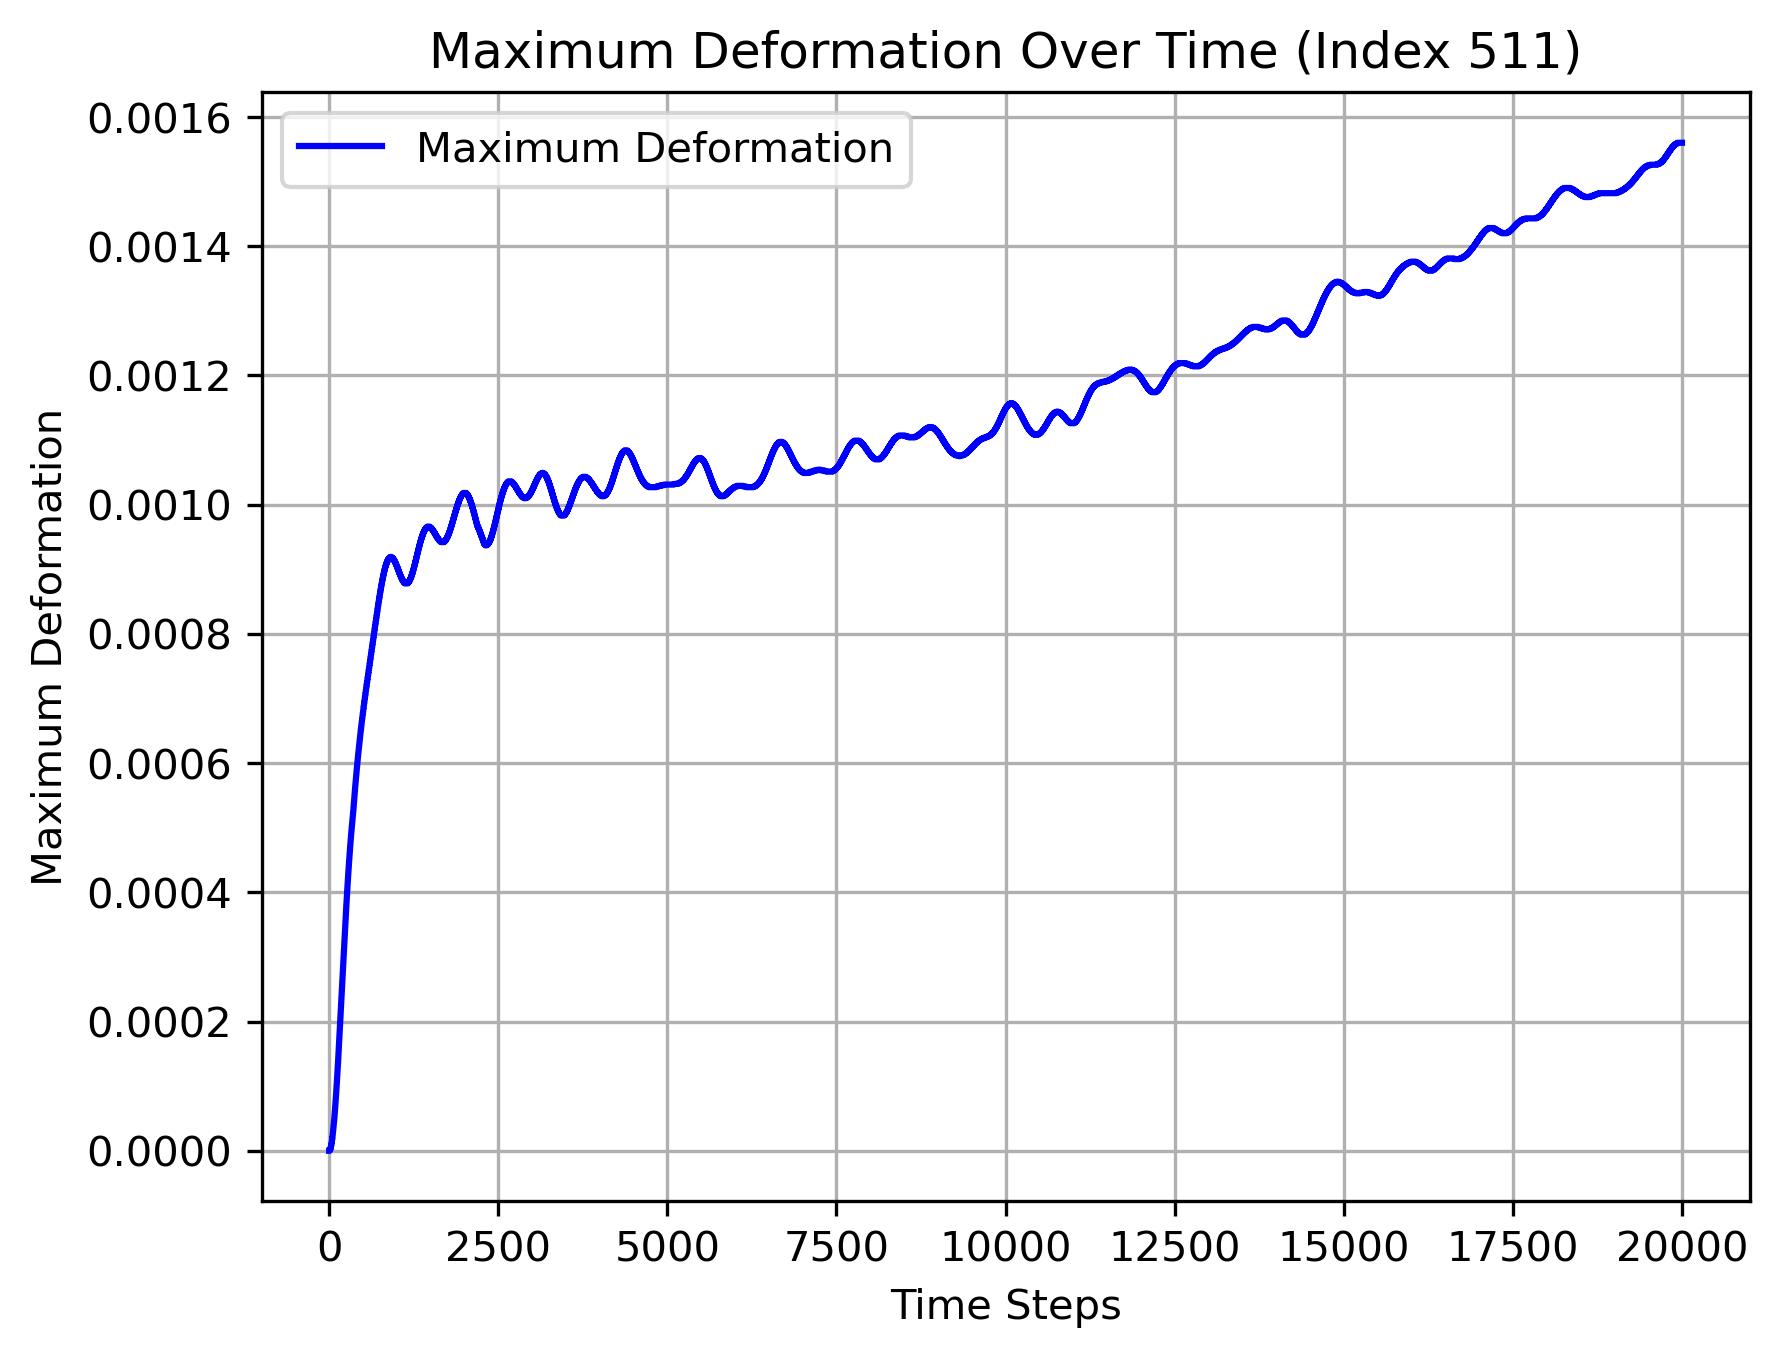 Maximum Deformation Over Time (Index 511)
Maximum Deformation
0.0016
0.0014
0.0012
0.0010
0.0008
0.0006
0.0004
0.0002
0.0000
Maximum Deformation
0 2500 5000 7500 10000 12500 15000 17500 20000
Time Steps